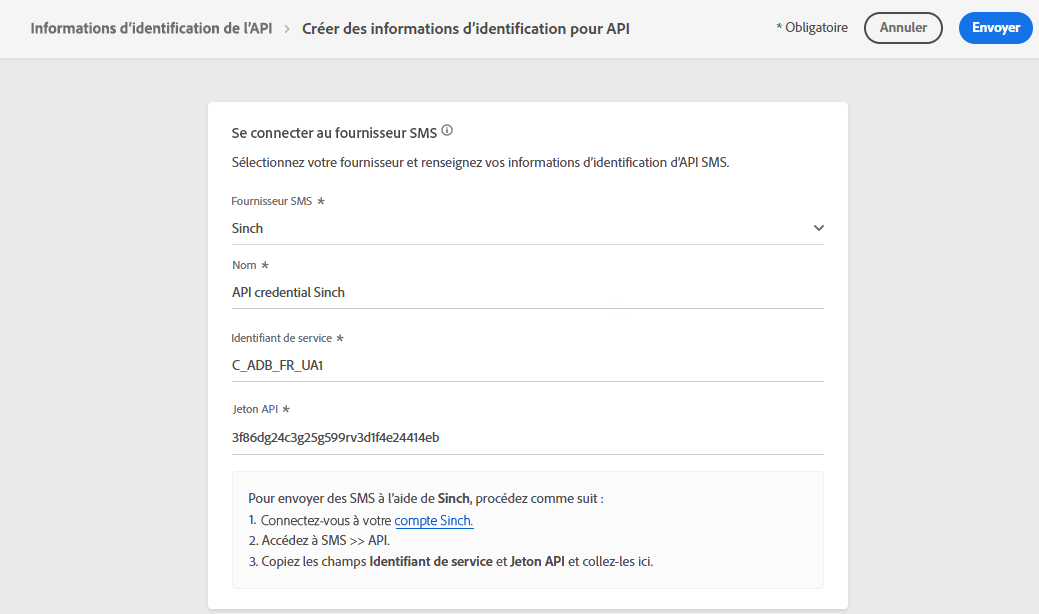 Informations d’identification de l’API > Créer des informations d’identification pour API * Obligatoire Annuler Envoyer
Se connecter au fournisseur SMS
Sélectionnez votre fournisseur et renseignez vos informations d’identification d’API SMS.
Fournisseur SMS *
Sinch
Nom *
API credential Sinch
Identifiant de service *
C_ADB_FR_UA1
Jeton API *
3f86dg24c3g25g599rv3d1f4e24414eb
Pour envoyer des SMS à l’aide de Sinch, procédez comme suit :
1. Connectez-vous à votre compte Sinch.
2. Accédez à SMS >> API.
3. Copiez les champs Identifiant de service et Jeton API et collez-les ici.